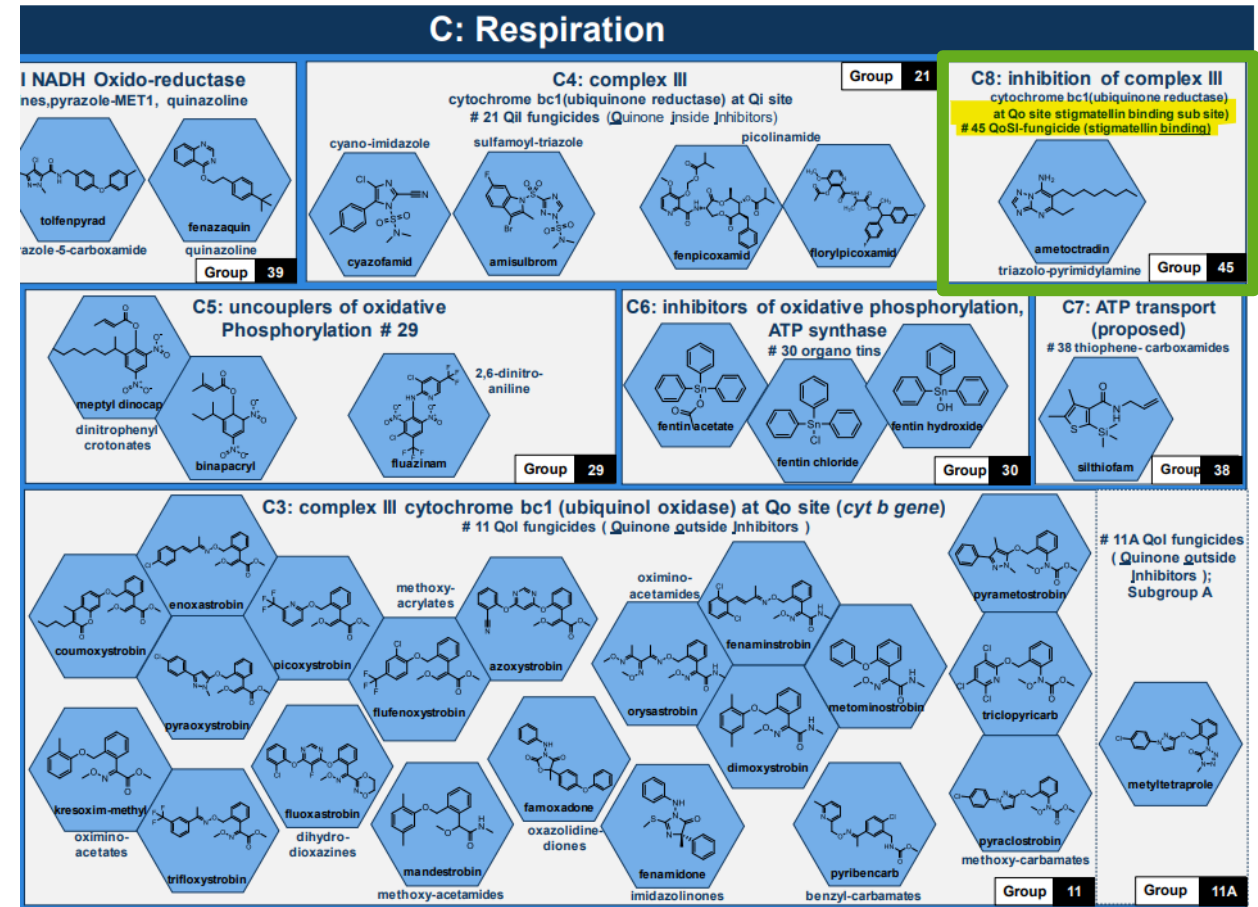 C: Respiration
I NADH Oxido-reductase
nes,pyrazole-MET1, quinazoline
tolfenpyrad
razole-5-carboxamide
fenazaquin
quinazoline
Group 39
C4: complex III
Group 21
cytochrome bc1(ubiquinone reductase) at Qi site
# 21 QiI fungicides (Quinone inside Inhibitors)
cyano-imidazole
sulfamoyl-triazole
picolinamide
cyazofamid
amisulbrom
fenpicoxamid
florylpicoxamid
C8: inhibition of complex III
cytochrome bc1(ubiquinone reductase)
at Qo site stigmatellin binding sub site)
# 45 QoSI-fungicide (stigmatellin binding)
ametoctradin
triazolo-pyrimidylamine
Group 45
C5: uncouplers of oxidative
Phosphorylation # 29
meptyl dinocap
dinitrophenyl
crotonates
binapacryl
2,6-dinitro-
aniline
fluazinam
Group 29
C6: inhibitors of oxidative phosphorylation,
ATP synthase
# 30 organo tins
fentin acetate
fentin chloride
fentin hydroxide
Group 30
C7: ATP transport
(proposed)
# 38 thiophene- carboxamides
silthiofam
Group 38
C3: complex III cytochrome bc1 (ubiquinol oxidase) at Qo site (cyt b gene)
# 11 QoI fungicides ( Quinone outside Inhibitors )
enoxastrobin
coumoxystrobin
picoxystrobin
pyraoxystrobin
methoxy-
acrylates
flufenoxystrobin
azoxystrobin
oximino-
acetamides
fenaminstrobin
orysastrobin
metominostrobin
dimoxystrobin
pyrametostrobin
triclopyricarb
kresoxim-methyl
oximino-
acetates
trifloxystrobin
fluoxastrobin
dihydro-
dioxazines
mandestrobin
methoxy-acetamides
famoxadone
oxazolidine-
diones
fenamidone
imidazolinones
pyribencarb
benzyl-carbamates
pyraclostrobin
methoxy-carbamates
Group 11
# 11A QoI fungicides
( Quinone outside
Inhibitors );
Subgroup A
metyltetraprole
Group 11A